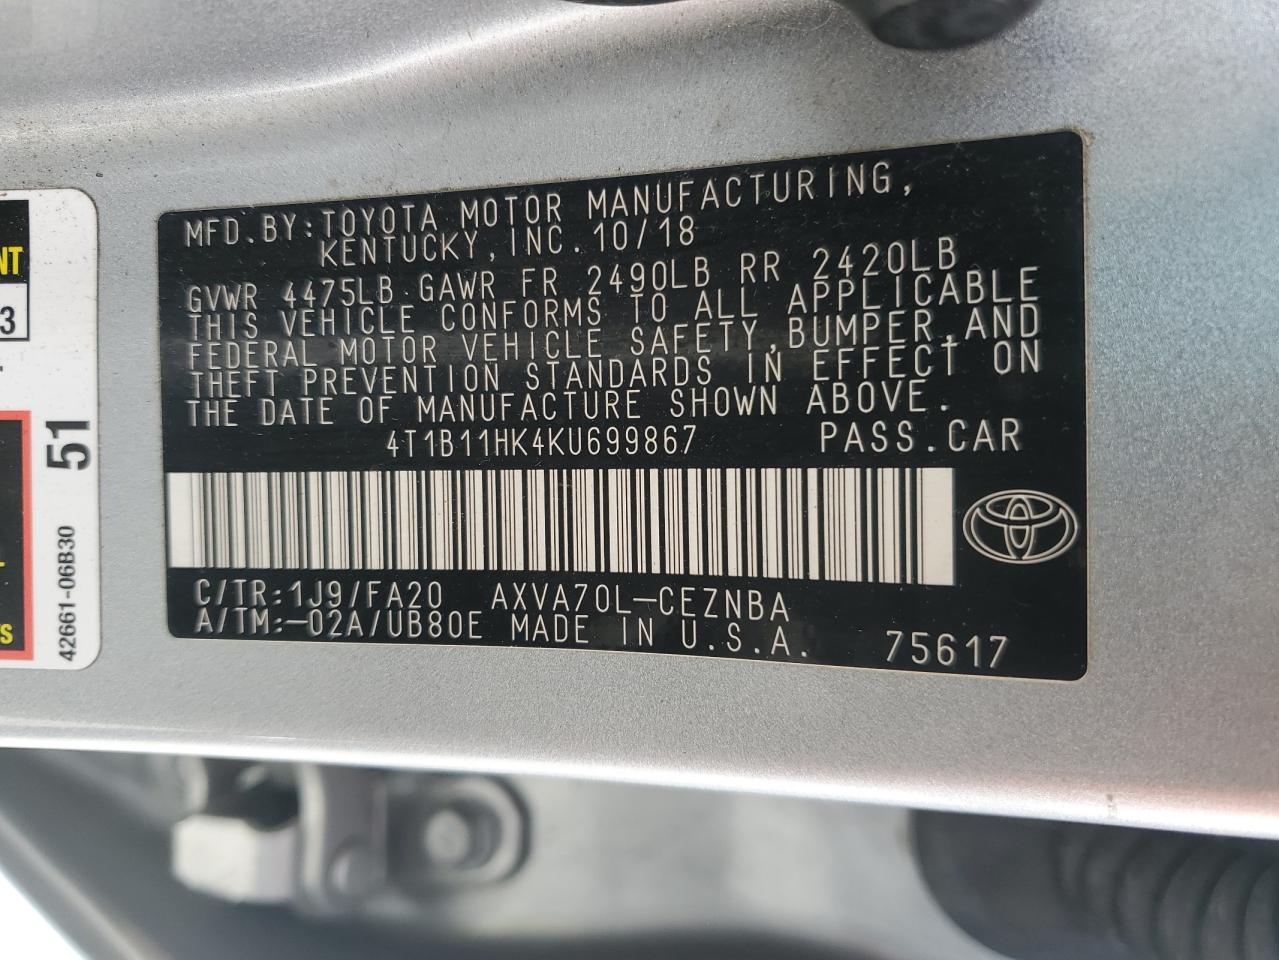 MFD. BY: TOYOTA MOTOR MANUFACTURING,
KENTUCKY, INC. 10/18
GVWR 4475LB GAWR FR 2490LB RR 2420LB
THIS VEHICLE CONFORMS TO ALL APPLICABLE
FEDERAL MOTOR VEHICLE SAFETY, BUMPER, AND
THEFT PREVENTION STANDARDS IN EFFECT ON
THE DATE OF MANUFACTURE SHOWN ABOVE.
4T1B11HK4KU699867 PASS. CAR
C/TR: 1J9/FA20 AXVA70L-CEZNBA
A/TM:-02A/UB80E MADE IN U.S.A. 75617
NT
3
51
42661-06B30
S